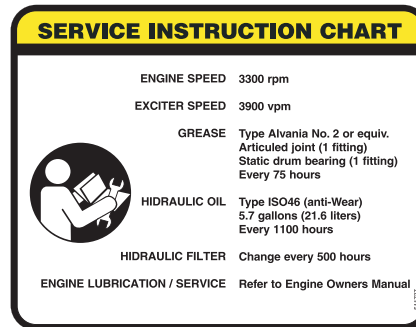 SERVICE INSTRUCTION CHART
ENGINE SPEED 3300 rpm
EXCITER SPEED 3900 vpm
GREASE Type Alvania No. 2 or equiv.
Articuled joint (1 fitting)
Static drum bearing (1 fitting)
Every 75 hours
HIDRAULIC OIL Type ISO46 (anti-Wear)
5.7 gallons (21.6 liters)
Every 1100 hours
HIDRAULIC FILTER Change every 500 hours
ENGINE LUBRICATION / SERVICE Refer to Engine Owners Manual